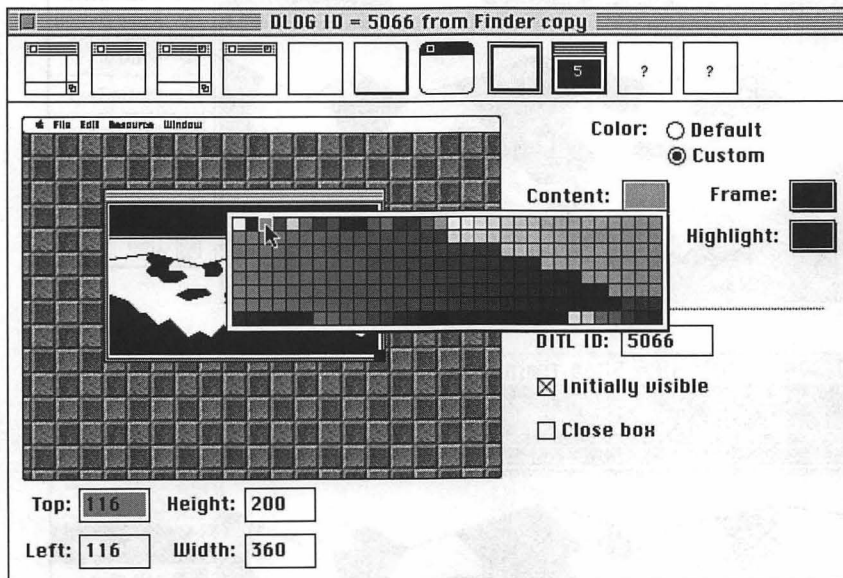 DLOG ID = 5066 from Finder copy
5 ? ?
File Edit Resource Window
Color: Default
Custom
Content: Frame:
Highlight:
DITL ID: 5066
Initially visible
Close box
Top: 116 Height: 200
Left: 116 Width: 360